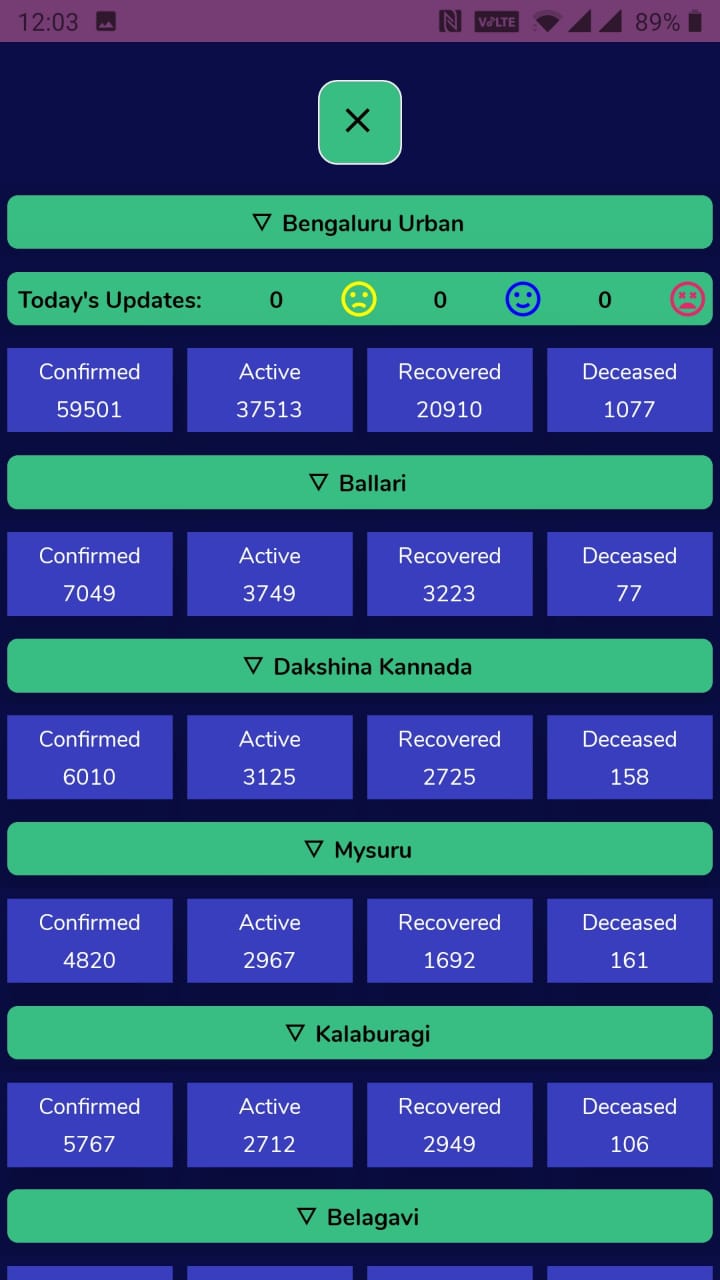 12:03 VoLTE 89%
Bengaluru Urban
Today's Updates: 0 0 0
Confirmed Active Recovered Deceased
59501 37513 20910 1077
Ballari
Confirmed Active Recovered Deceased
7049 3749 3223 77
Dakshina Kannada
Confirmed Active Recovered Deceased
6010 3125 2725 158
Mysuru
Confirmed Active Recovered Deceased
4820 2967 1692 161
Kalaburagi
Confirmed Active Recovered Deceased
5767 2712 2949 106
Belagavi